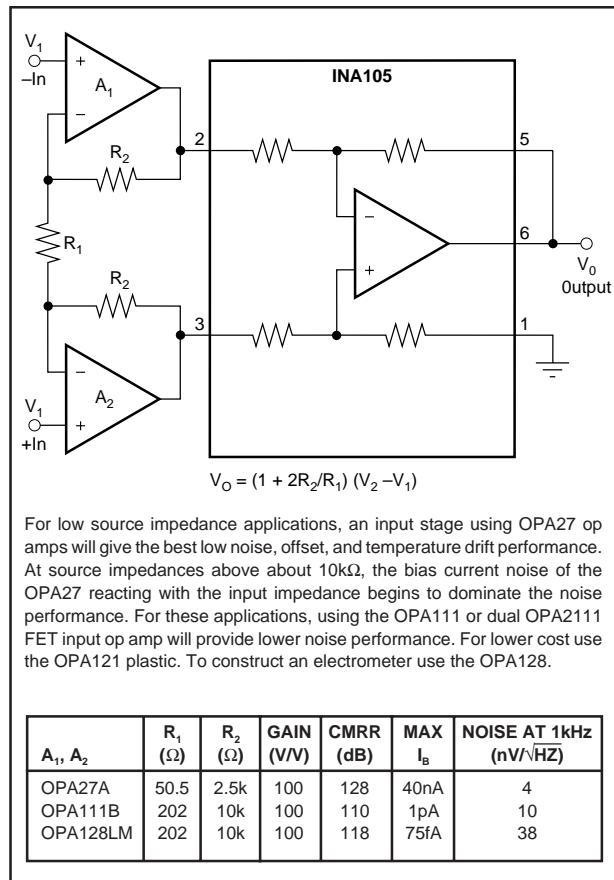 V1
–In
A1
R2
R1
R2
A2
V1
+In
INA105
2
5
6
3
1
V0
0utput
VO = (1 + 2R2/R1) (V2 –V1)
For low source impedance applications, an input stage using OPA27 op
amps will give the best low noise, offset, and temperature drift performance.
At source impedances above about 10kΩ, the bias current noise of the
OPA27 reacting with the input impedance begins to dominate the noise
performance. For these applications, using the OPA111 or dual OPA2111
FET input op amp will provide lower noise performance. For lower cost use
the OPA121 plastic. To construct an electrometer use the OPA128.
A1, A2 R1 (Ω) R2 (Ω) GAIN (V/V) CMRR (dB) MAX IB NOISE AT 1kHz (nV/√HZ)
OPA27A 50.5 2.5k 100 128 40nA 4
OPA111B 202 10k 100 110 1pA 10
OPA128LM 202 10k 100 118 75fA 38